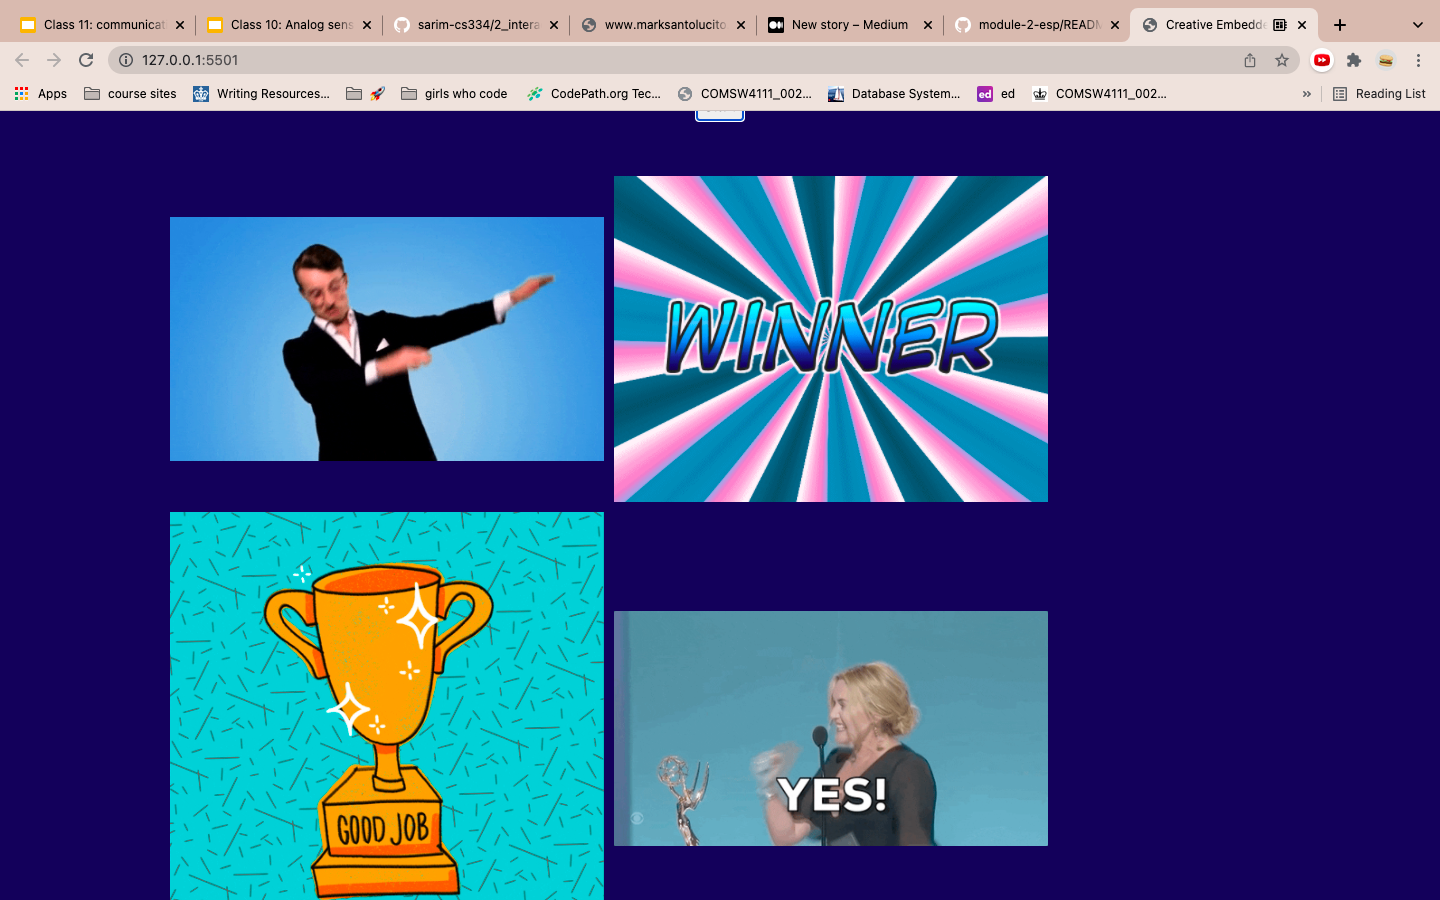 Class 11: communicat
Class 10: Analog sens
sarim-cs334/2_intera
www.marksantolucito
New story – Medium
module-2-esp/READM
Creative Embedde
127.0.0.1:5501
Apps
course sites
Writing Resources...
girls who code
CodePath.org Tec...
COMSW4111_002...
Database System...
ed
ed
COMSW4111_002...
»
Reading List
WINNER
GOOD JOB
YES!